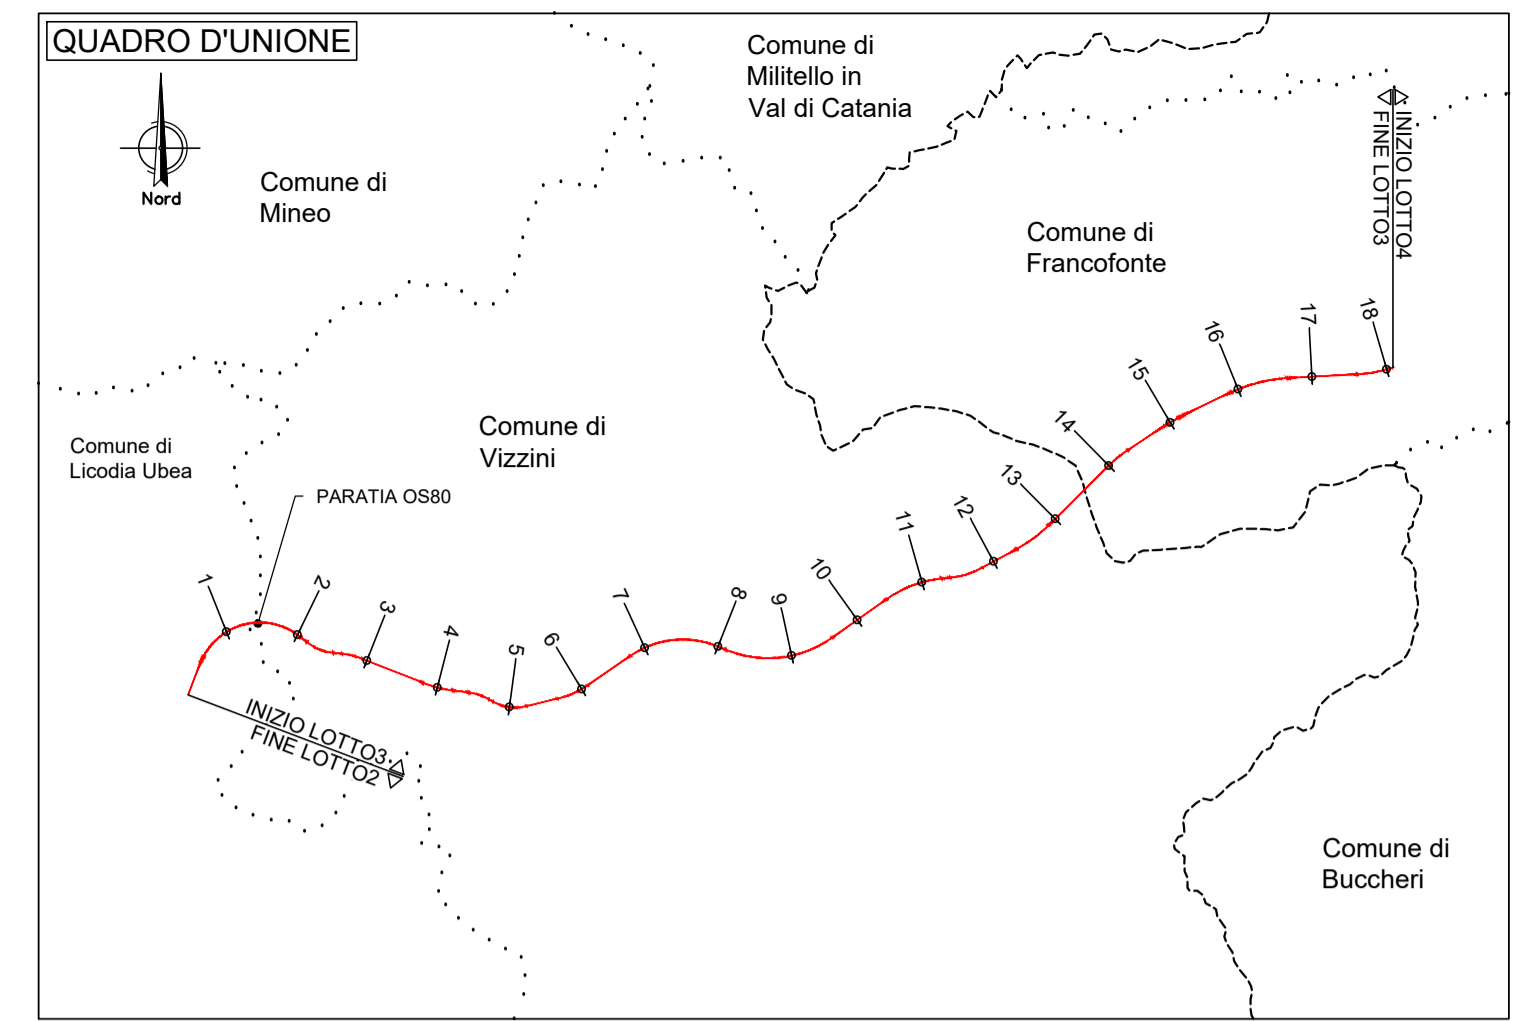 QUADRO D'UNIONE
Nord
Comune di
Mineo
Comune di
Militello in
Val di Catania
Comune di
Francofonte
INIZIO LOTTO4
FINE LOTTO3
Comune di
Licodia Ubea
Comune di
Vizzini
PARATIA OS80
1
2
3
4
5
6
7
8
9
10
11
12
13
14
15
16
17
18
INIZIO LOTTO3
FINE LOTTO2
Comune di
Buccheri